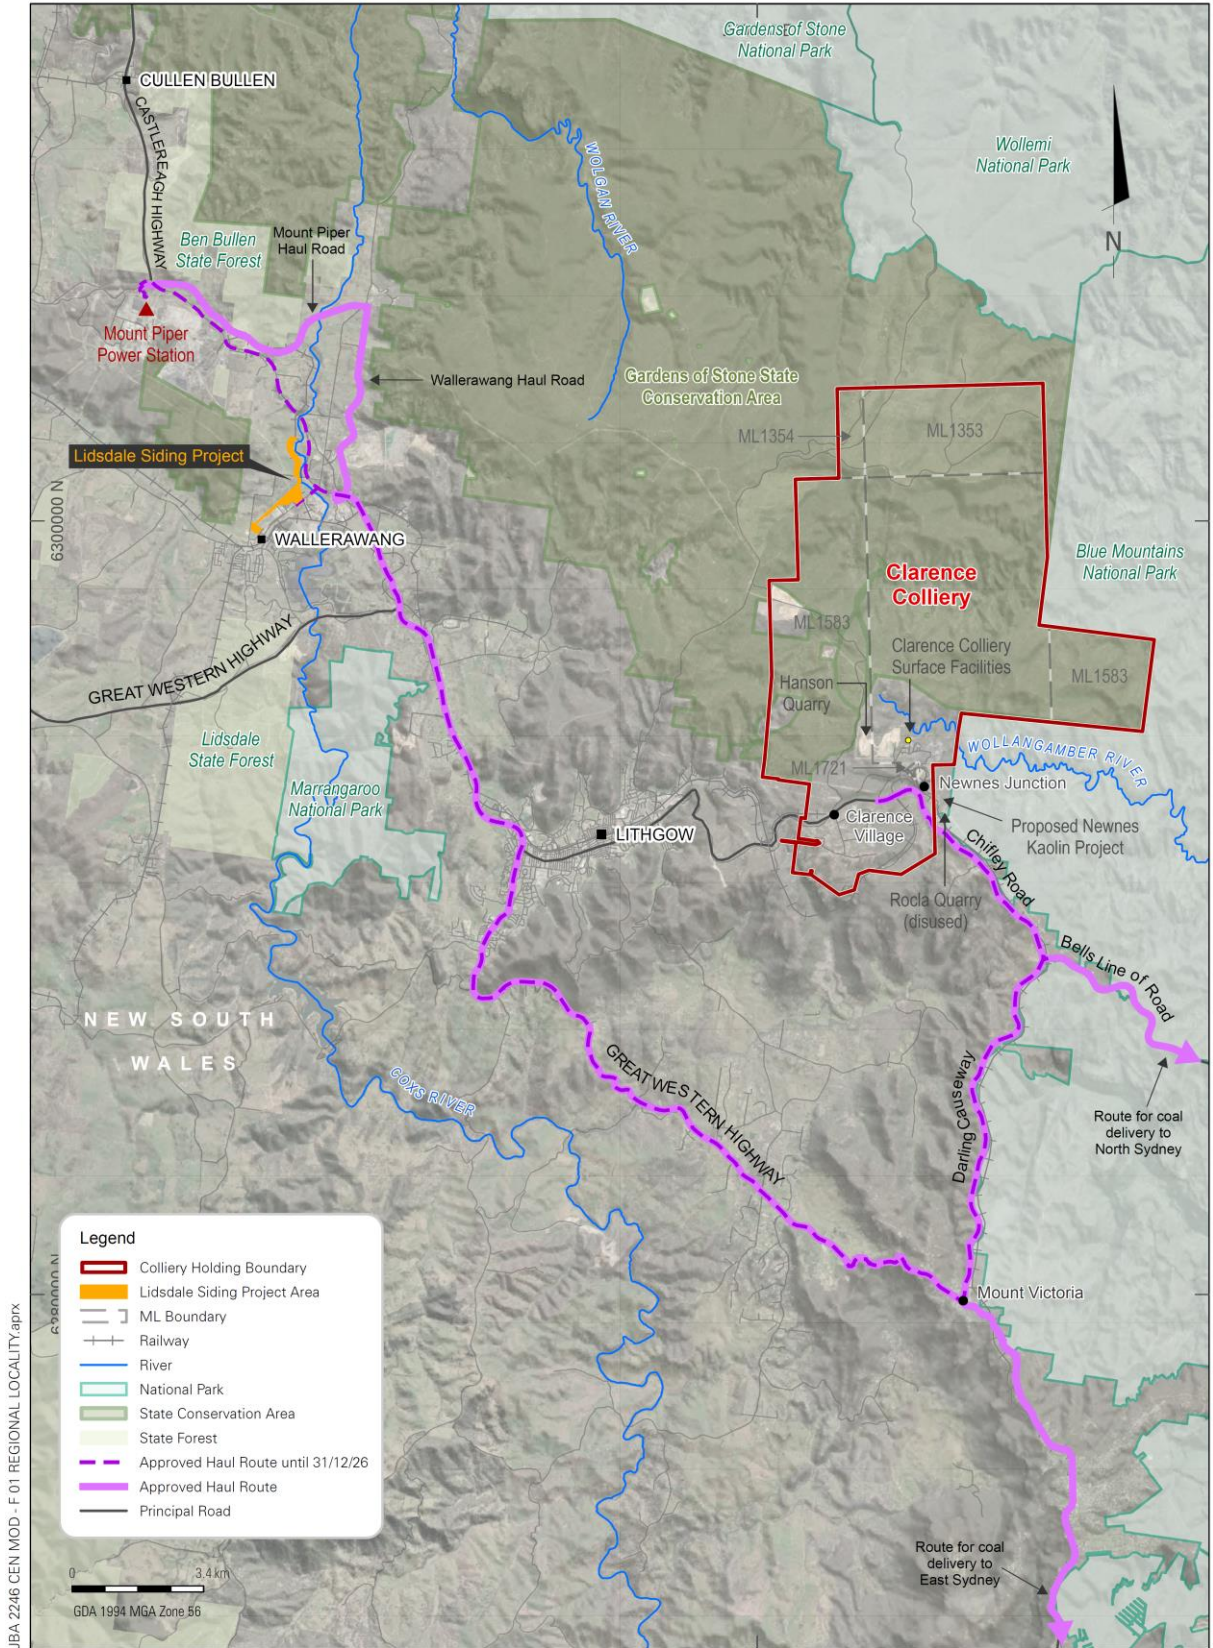 Gardens of Stone
National Park
CULLEN BULLEN
CASTLEREAGH HIGHWAY
Wollemi
National Park
WOLGAN RIVER
N
Ben Bullen
State Forest
Mount Piper
Haul Road
Mount Piper
Power Station
Wallerawang Haul Road
Gardens of Stone State
Conservation Area
ML1354
ML1353
Lidsdale Siding Project
6300000 N
WALLERAWANG
Blue Mountains
National Park
Clarence
Colliery
ML1583
Clarence Colliery
Surface Facilities
GREAT WESTERN HIGHWAY
ML1583
Hanson
Quarry
Lidsdale
State Forest
WOLLANGAMBER RIVER
ML1721
Marrangaroo
National Park
Newnes Junction
LITHGOW
Clarence
Village
Proposed Newnes
Kaolin Project
Chifley Road
Rocla Quarry
(disused)
Bells Line of Road
NEW SOUTH
WALES
COXS RIVER
GREAT WESTERN HIGHWAY
Darling Causeway
Route for coal
delivery to
North Sydney
Mount Victoria
6280000 N
Legend
Colliery Holding Boundary
Lidsdale Siding Project Area
ML Boundary
Railway
River
National Park
State Conservation Area
State Forest
Approved Haul Route until 31/12/26
Approved Haul Route
Principal Road
Route for coal
delivery to
East Sydney
0 3.4 km
GDA 1994 MGA Zone 56
JBA 2246 CEN MOD - F 01 REGIONAL LOCALITY.aprx